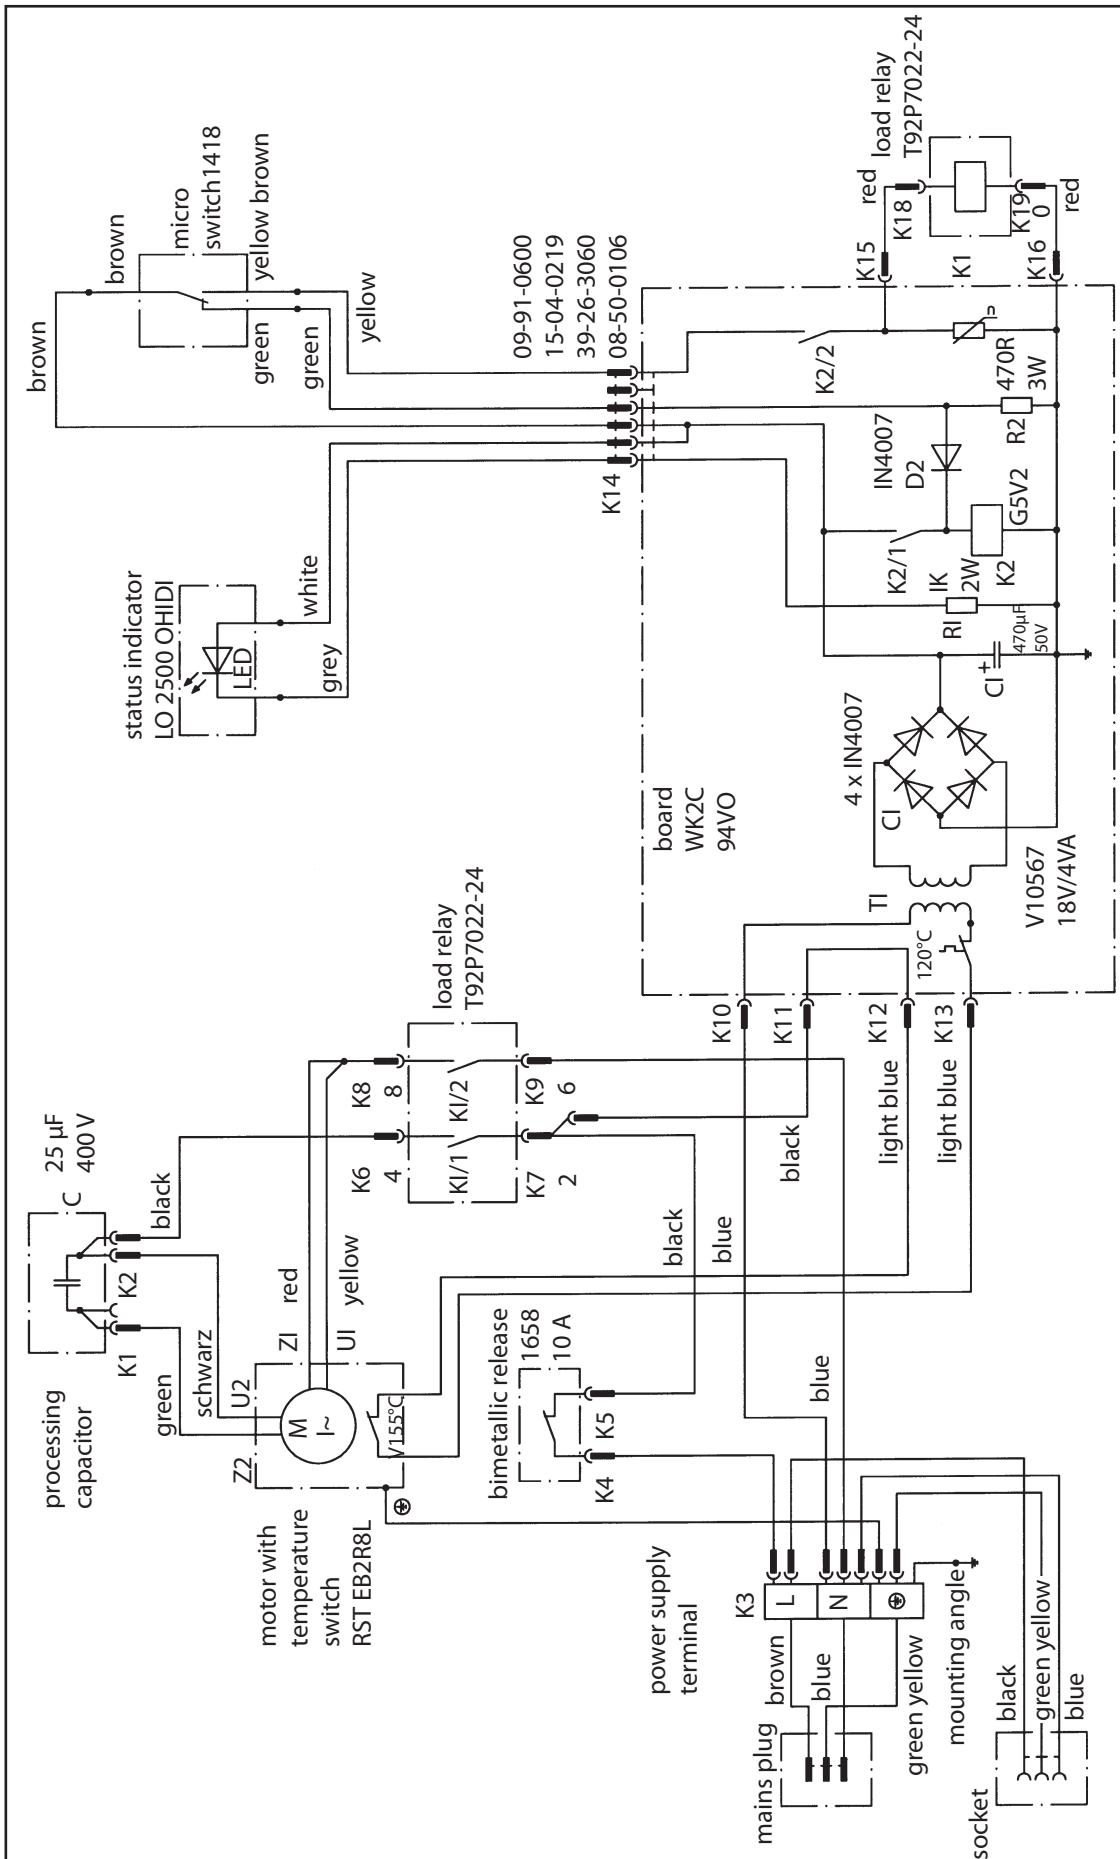 processing
capacitor
C
25 µF
400 V
K1
K2
green
schwarz
black
Z2
U2
ZI
UI
red
yellow
M
I~
V155°C
motor with
temperature
switch
RST EB2R8L
bimetallic release
1658
10 A
K4
K5
black
K6
4
K8
8
KI/1
KI/2
K7
2
K9
6
load relay
T92P7022-24
status indicator
LO 2500 OHIDI
LED
grey
white
brown
brown
micro
switch1418
green
yellow brown
green
yellow
09-91-0600
15-04-0219
39-26-3060
08-50-0106
K14
power supply
terminal
K3
L
N
mains plug
brown
blue
green yellow
mounting angle
socket
black
green yellow
blue
blue
blue
black
light blue
light blue
K10
K11
K12
K13
board
WK2C
94VO
TI
120°C
V10567
18V/4VA
CI
4 x IN4007
CI
+
470µF
50V
RI
IK
2W
K2/1
K2
G5V2
IN4007
D2
R2
470R
3W
K2/2
U
K15
K16
K1
red
K18
load relay
T92P7022-24
K19
0
red